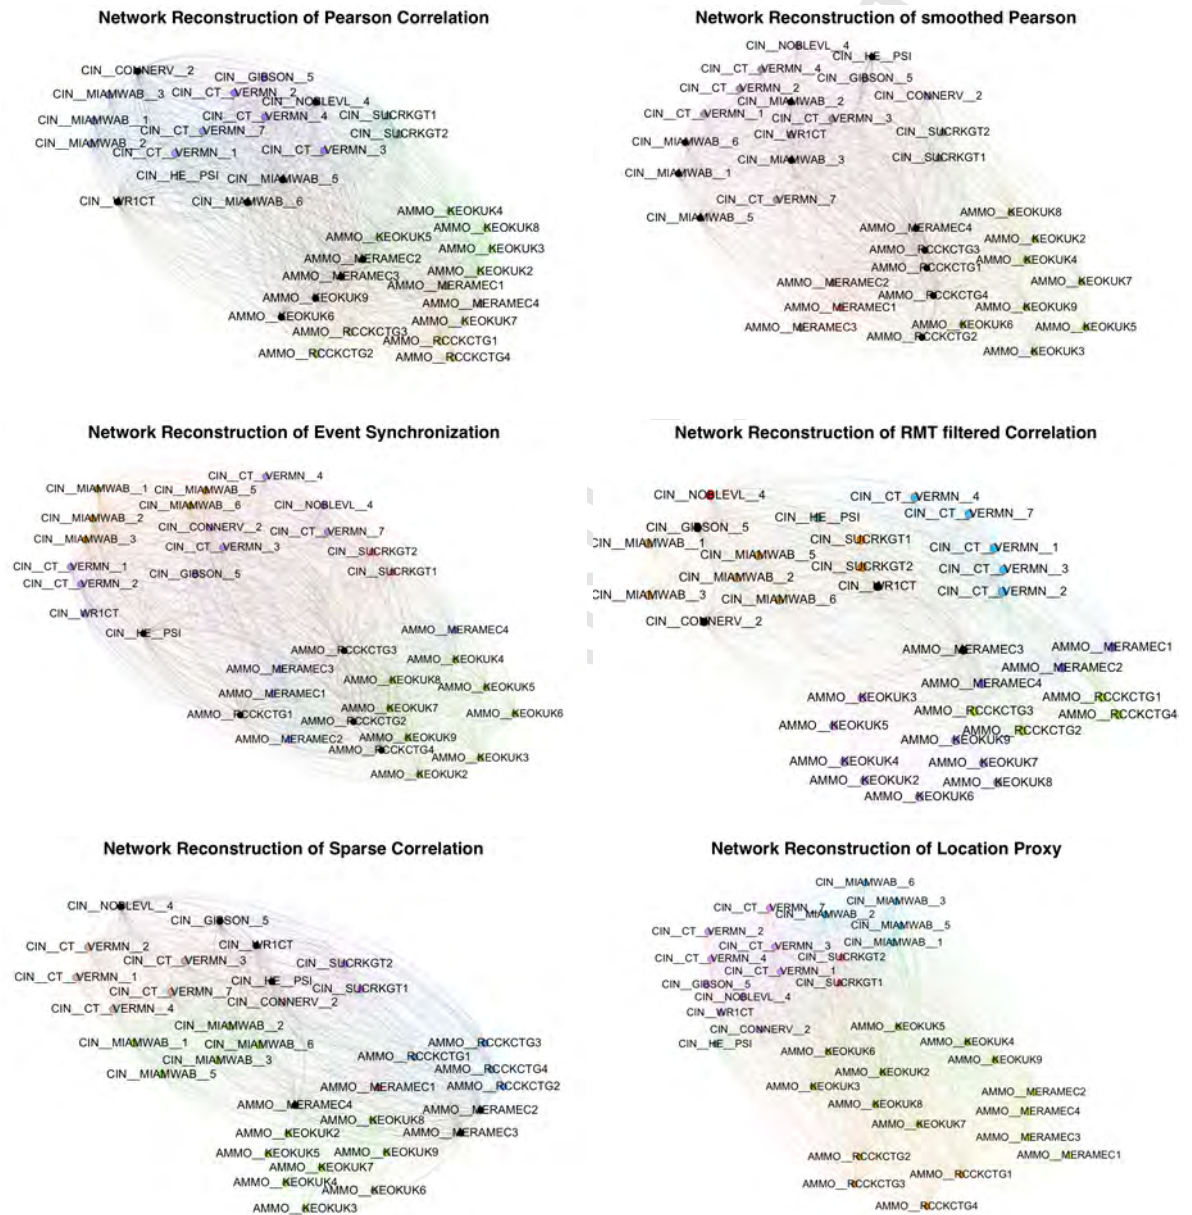 Network Reconstruction of Pearson Correlation
CIN__CONNERV__2
CIN__GIBSON__5
CIN__MIAMWAB__3
CIN__CT__VERMN__2
CIN__NOBLEVL__4
CIN__MIAMWAB__1
CIN__CT__VERMN__4
CIN__SUCRKGT1
CIN__CT__VERMN__7
CIN__SUCRKGT2
CIN__MIAMWAB__2
CIN__CT__VERMN__1
CIN__CT__VERMN__3
CIN__HE__PSI
CIN__MIAMWAB__5
CIN__WR1CT
CIN__MIAMWAB__6
AMMO__KEOKUK4
AMMO__KEOKUK8
AMMO__KEOKUK5
AMMO__KEOKUK3
AMMO__MERAMEC2
AMMO__KEOKUK2
AMMO__MERAMEC3
AMMO__MERAMEC1
AMMO__KEOKUK9
AMMO__MERAMEC4
AMMO__KEOKUK6
AMMO__KEOKUK7
AMMO__RCCKCTG3
AMMO__RCCKCTG1
AMMO__RCCKCTG2
AMMO__RCCKCTG4
Network Reconstruction of smoothed Pearson
CIN__NOBLEVL__4
CIN__HE__PSI
CIN__CT__VERMN__4
CIN__GIBSON__5
CIN__CT__VERMN__2
CIN__CONNERV__2
CIN__MIAMWAB__2
CIN__CT__VERMN__1
CIN__CT__VERMN__3
CIN__WR1CT
CIN__SUCRKGT2
CIN__MIAMWAB__6
CIN__MIAMWAB__3
CIN__SUCRKGT1
CIN__MIAMWAB__1
CIN__CT__VERMN__7
CIN__MIAMWAB__5
AMMO__KEOKUK8
AMMO__MERAMEC4
AMMO__KEOKUK2
AMMO__RCCKCTG3
AMMO__KEOKUK4
AMMO__RCCKCTG1
AMMO__MERAMEC2
AMMO__KEOKUK7
AMMO__RCCKCTG4
AMMO__MERAMEC1
AMMO__KEOKUK9
AMMO__MERAMEC3
AMMO__KEOKUK6
AMMO__KEOKUK5
AMMO__RCCKCTG2
AMMO__KEOKUK3
Network Reconstruction of Event Synchronization
CIN__CT__VERMN__4
CIN__MIAMWAB__1
CIN__MIAMWAB__5
CIN__MIAMWAB__6
CIN__NOBLEVL__4
CIN__MIAMWAB__2
CIN__CONNERV__2
CIN__CT__VERMN__7
CIN__MIAMWAB__3
CIN__CT__VERMN__3
CIN__SUCRKGT2
CIN__CT__VERMN__1
CIN__GIBSON__5
CIN__SUCRKGT1
CIN__CT__VERMN__2
CIN__WR1CT
CIN__HE__PSI
AMMO__MERAMEC4
AMMO__RCCKCTG3
AMMO__KEOKUK4
AMMO__MERAMEC3
AMMO__KEOKUK8
AMMO__KEOKUK5
AMMO__MERAMEC1
AMMO__KEOKUK7
AMMO__RCCKCTG1
AMMO__KEOKUK6
AMMO__RCCKCTG2
AMMO__MERAMEC2
AMMO__KEOKUK9
AMMO__RCCKCTG4
AMMO__KEOKUK3
AMMO__KEOKUK2
Network Reconstruction of RMT filtered Correlation
CIN__NOBLEVL__4
CIN__CT__VERMN__4
CIN__HE__PSI
CIN__CT__VERMN__7
CIN__GIBSON__5
CIN__MIAMWAB__1
CIN__SUCRKGT1
CIN__CT__VERMN__1
CIN__MIAMWAB__5
CIN__SUCRKGT2
CIN__CT__VERMN__3
CIN__MIAMWAB__2
CIN__WR1CT
CIN__CT__VERMN__2
CIN__MIAMWAB__3
CIN__MIAMWAB__6
CIN__CONNERV__2
AMMO__MERAMEC3
AMMO__MERAMEC1
AMMO__MERAMEC2
AMMO__MERAMEC4
AMMO__KEOKUK3
AMMO__RCCKCTG1
AMMO__RCCKCTG3
AMMO__RCCKCTG4
AMMO__KEOKUK5
AMMO__RCCKCTG2
AMMO__KEOKUK9
AMMO__KEOKUK4
AMMO__KEOKUK7
AMMO__KEOKUK2
AMMO__KEOKUK8
AMMO__KEOKUK6
Network Reconstruction of Sparse Correlation
CIN__NOBLEVL__4
CIN__GIBSON__5
CIN__CT__VERMN__2
CIN__WR1CT
CIN__CT__VERMN__3
CIN__SUCRKGT2
CIN__CT__VERMN__1
CIN__HE__PSI
CIN__CT__VERMN__7
CIN__SUCRKGT1
CIN__CONNERV__2
CIN__CT__VERMN__4
CIN__MIAMWAB__2
CIN__MIAMWAB__1
CIN__MIAMWAB__6
AMMO__RCCKCTG3
CIN__MIAMWAB__3
AMMO__RCCKCTG1
CIN__MIAMWAB__5
AMMO__RCCKCTG4
AMMO__MERAMEC1
AMMO__RCCKCTG2
AMMO__MERAMEC4
AMMO__MERAMEC2
AMMO__KEOKUK8
AMMO__KEOKUK2
AMMO__MERAMEC3
AMMO__KEOKUK5
AMMO__KEOKUK9
AMMO__KEOKUK7
AMMO__KEOKUK4
AMMO__KEOKUK6
AMMO__KEOKUK3
Network Reconstruction of Location Proxy
CIN__MIAMWAB__6
CIN__MIAMWAB__3
CIN__CT__VERMN__7
CIN__MIAMWAB__2
CIN__MIAMWAB__5
CIN__CT__VERMN__2
CIN__MIAMWAB__1
CIN__CT__VERMN__3
CIN__CT__VERMN__4
CIN__SUCRKGT2
CIN__CT__VERMN__1
CIN__GIBSON__5
CIN__SUCRKGT1
CIN__NOBLEVL__4
CIN__WR1CT
CIN__CONNERV__2
AMMO__KEOKUK5
CIN__HE__PSI
AMMO__KEOKUK4
AMMO__KEOKUK6
AMMO__KEOKUK9
AMMO__KEOKUK2
AMMO__KEOKUK3
AMMO__MERAMEC2
AMMO__KEOKUK8
AMMO__MERAMEC4
AMMO__KEOKUK7
AMMO__MERAMEC3
AMMO__RCCKCTG2
AMMO__MERAMEC1
AMMO__RCCKCTG1
AMMO__RCCKCTG3
AMMO__RCCKCTG4